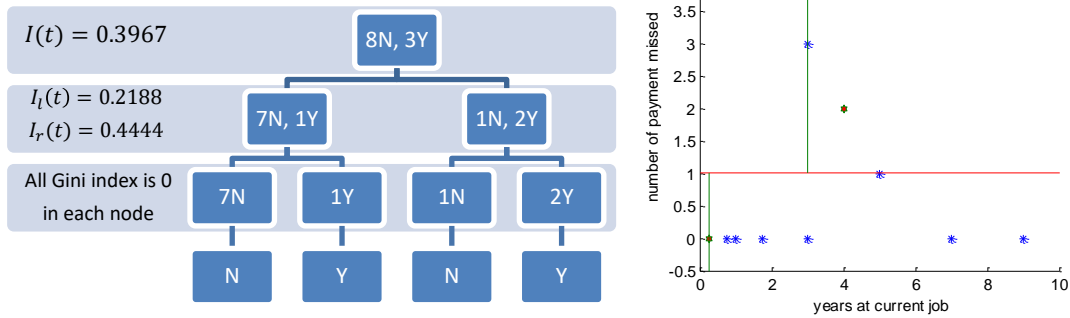 I(t) = 0.3967
8N, 3Y
I_l(t) = 0.2188
I_r(t) = 0.4444
7N, 1Y
1N, 2Y
All Gini index is 0
in each node
7N
1Y
1N
2Y
N
Y
N
Y
3.5
3
2.5
2
1.5
1
0.5
0
-0.5
number of payment missed
0 2 4 6 8 10
years at current job